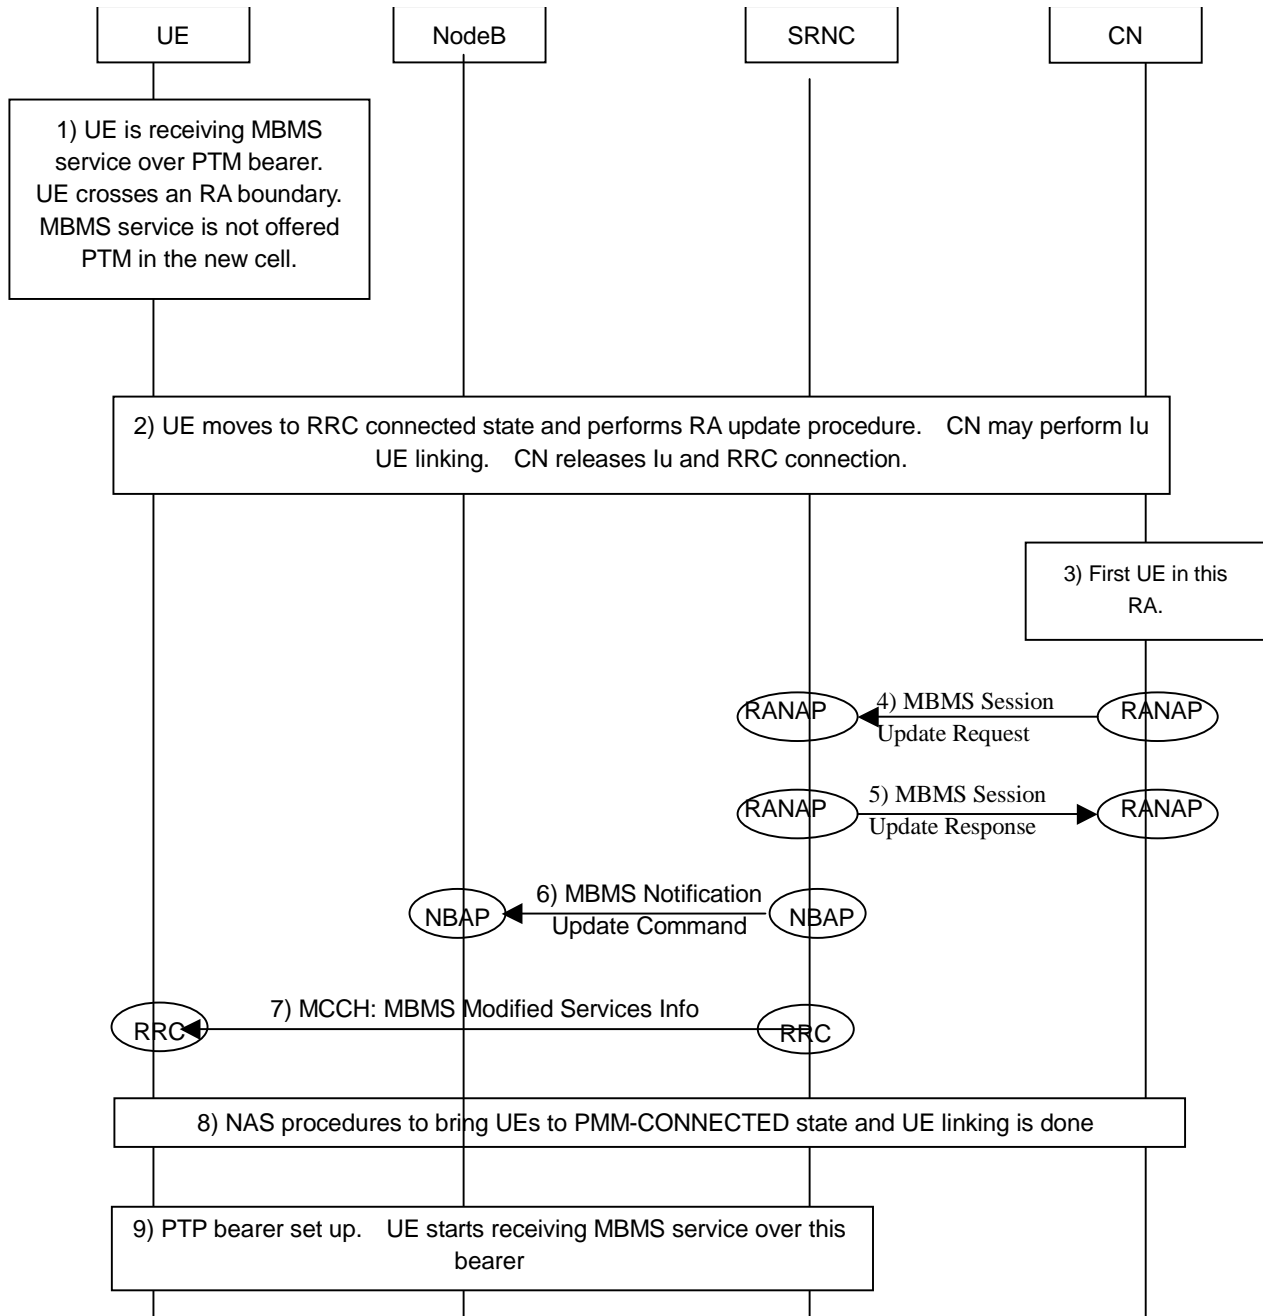 UE NodeB SRNC CN
1) UE is receiving MBMS
service over PTM bearer.
UE crosses an RA boundary.
MBMS service is not offered
PTM in the new cell.
2) UE moves to RRC connected state and performs RA update procedure. CN may perform Iu
UE linking. CN releases Iu and RRC connection.
3) First UE in this
RA.
RANAP 4) MBMS Session RANAP
Update Request
RANAP 5) MBMS Session RANAP
Update Response
NBAP 6) MBMS Notification NBAP
Update Command
7) MCCH: MBMS Modified Services Info
RRC RRC
8) NAS procedures to bring UEs to PMM-CONNECTED state and UE linking is done
9) PTP bearer set up. UE starts receiving MBMS service over this
bearer